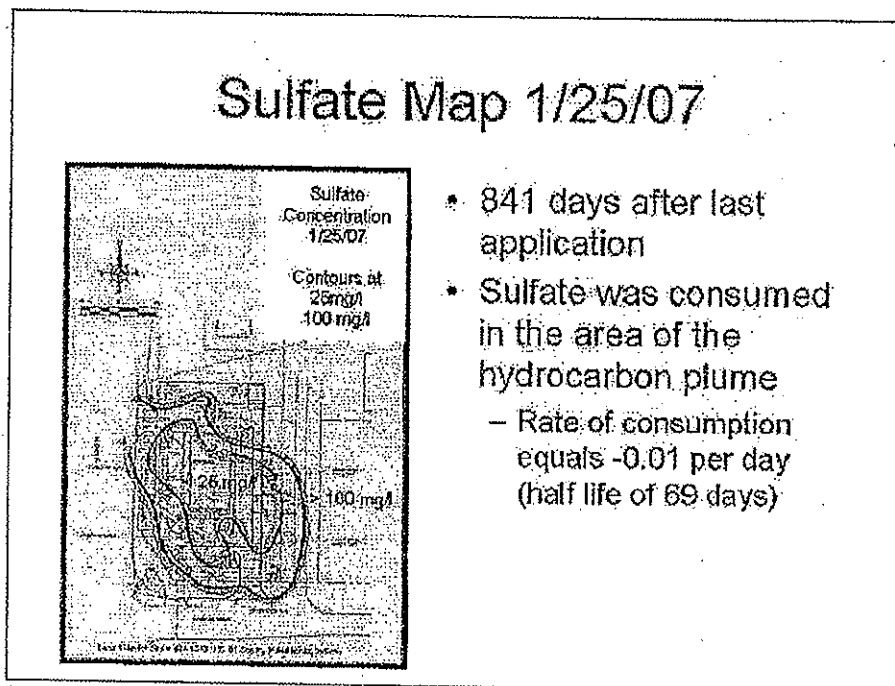 Sulfate Map 1/25/07
Sulfate
Concentration
1/25/07
Contours at
25mg/l
100 mg/l
25 mg/l
> 100 mg/l
• 841 days after last
application
• Sulfate was consumed
in the area of the
hydrocarbon plume
– Rate of consumption
equals -0.01 per day
(half life of 69 days)